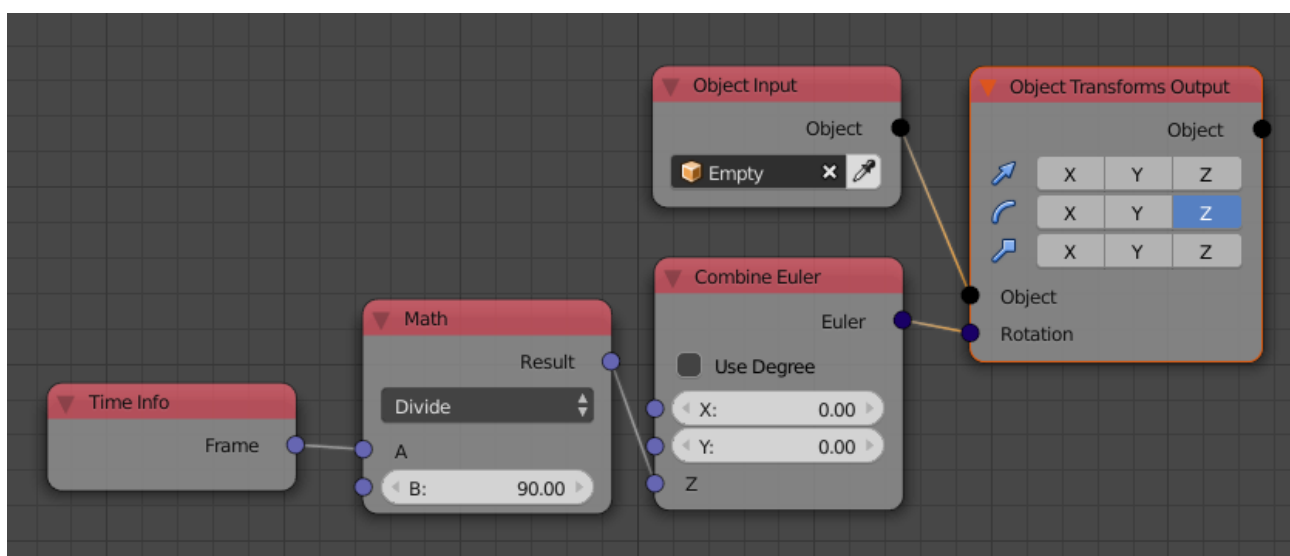 Time Info
Frame
Math
Result
Divide
A
B: 90.00
Object Input
Object
Empty
Combine Euler
Euler
Use Degree
X: 0.00
Y: 0.00
Z
Object Transforms Output
Object
X Y Z
X Y Z
X Y Z
Object
Rotation